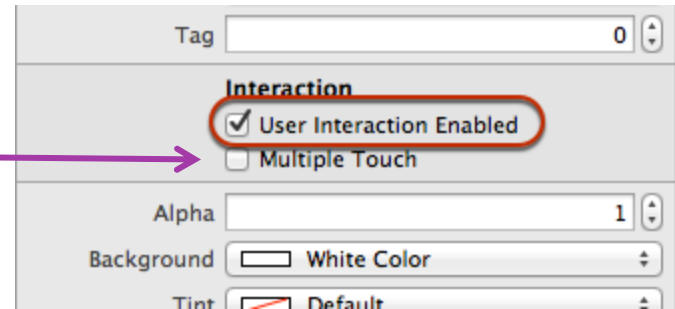 Tag 0
Interaction
User Interaction Enabled
Multiple Touch
Alpha 1
Background White Color
Tint Default